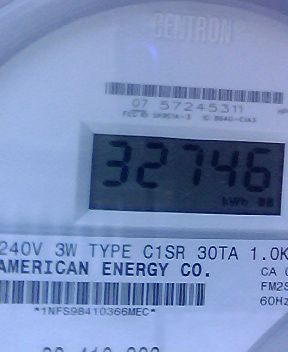 CENTRON
07 57245311
32746
kWh
240V 3W TYPE C1SR 30TA 1.0K
AMERICAN ENERGY CO.
CA
FM2S
60Hz
*1NFS98410366MEC*